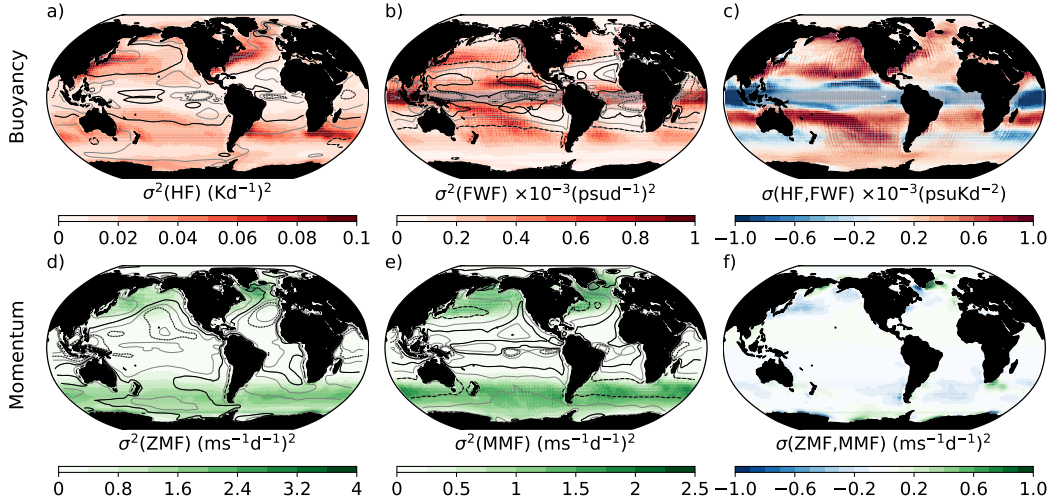 a) b) c)
Buoyancy
σ²(HF) (Kd⁻¹)² σ²(FWF) ×10⁻³(psud⁻¹)² σ(HF,FWF) ×10⁻³(psuKd⁻²)
0 0.02 0.04 0.06 0.08 0.1 0 0.2 0.4 0.6 0.8 1 −1.0 −0.6 −0.2 0.2 0.6 1.0
d) e) f)
Momentum
σ²(ZMF) (ms⁻¹d⁻¹)² σ²(MMF) (ms⁻¹d⁻¹)² σ(ZMF,MMF) (ms⁻¹d⁻¹)²
0 0.8 1.6 2.4 3.2 4 0 0.5 1 1.5 2 2.5 −1.0 −0.6 −0.2 0.2 0.6 1.0